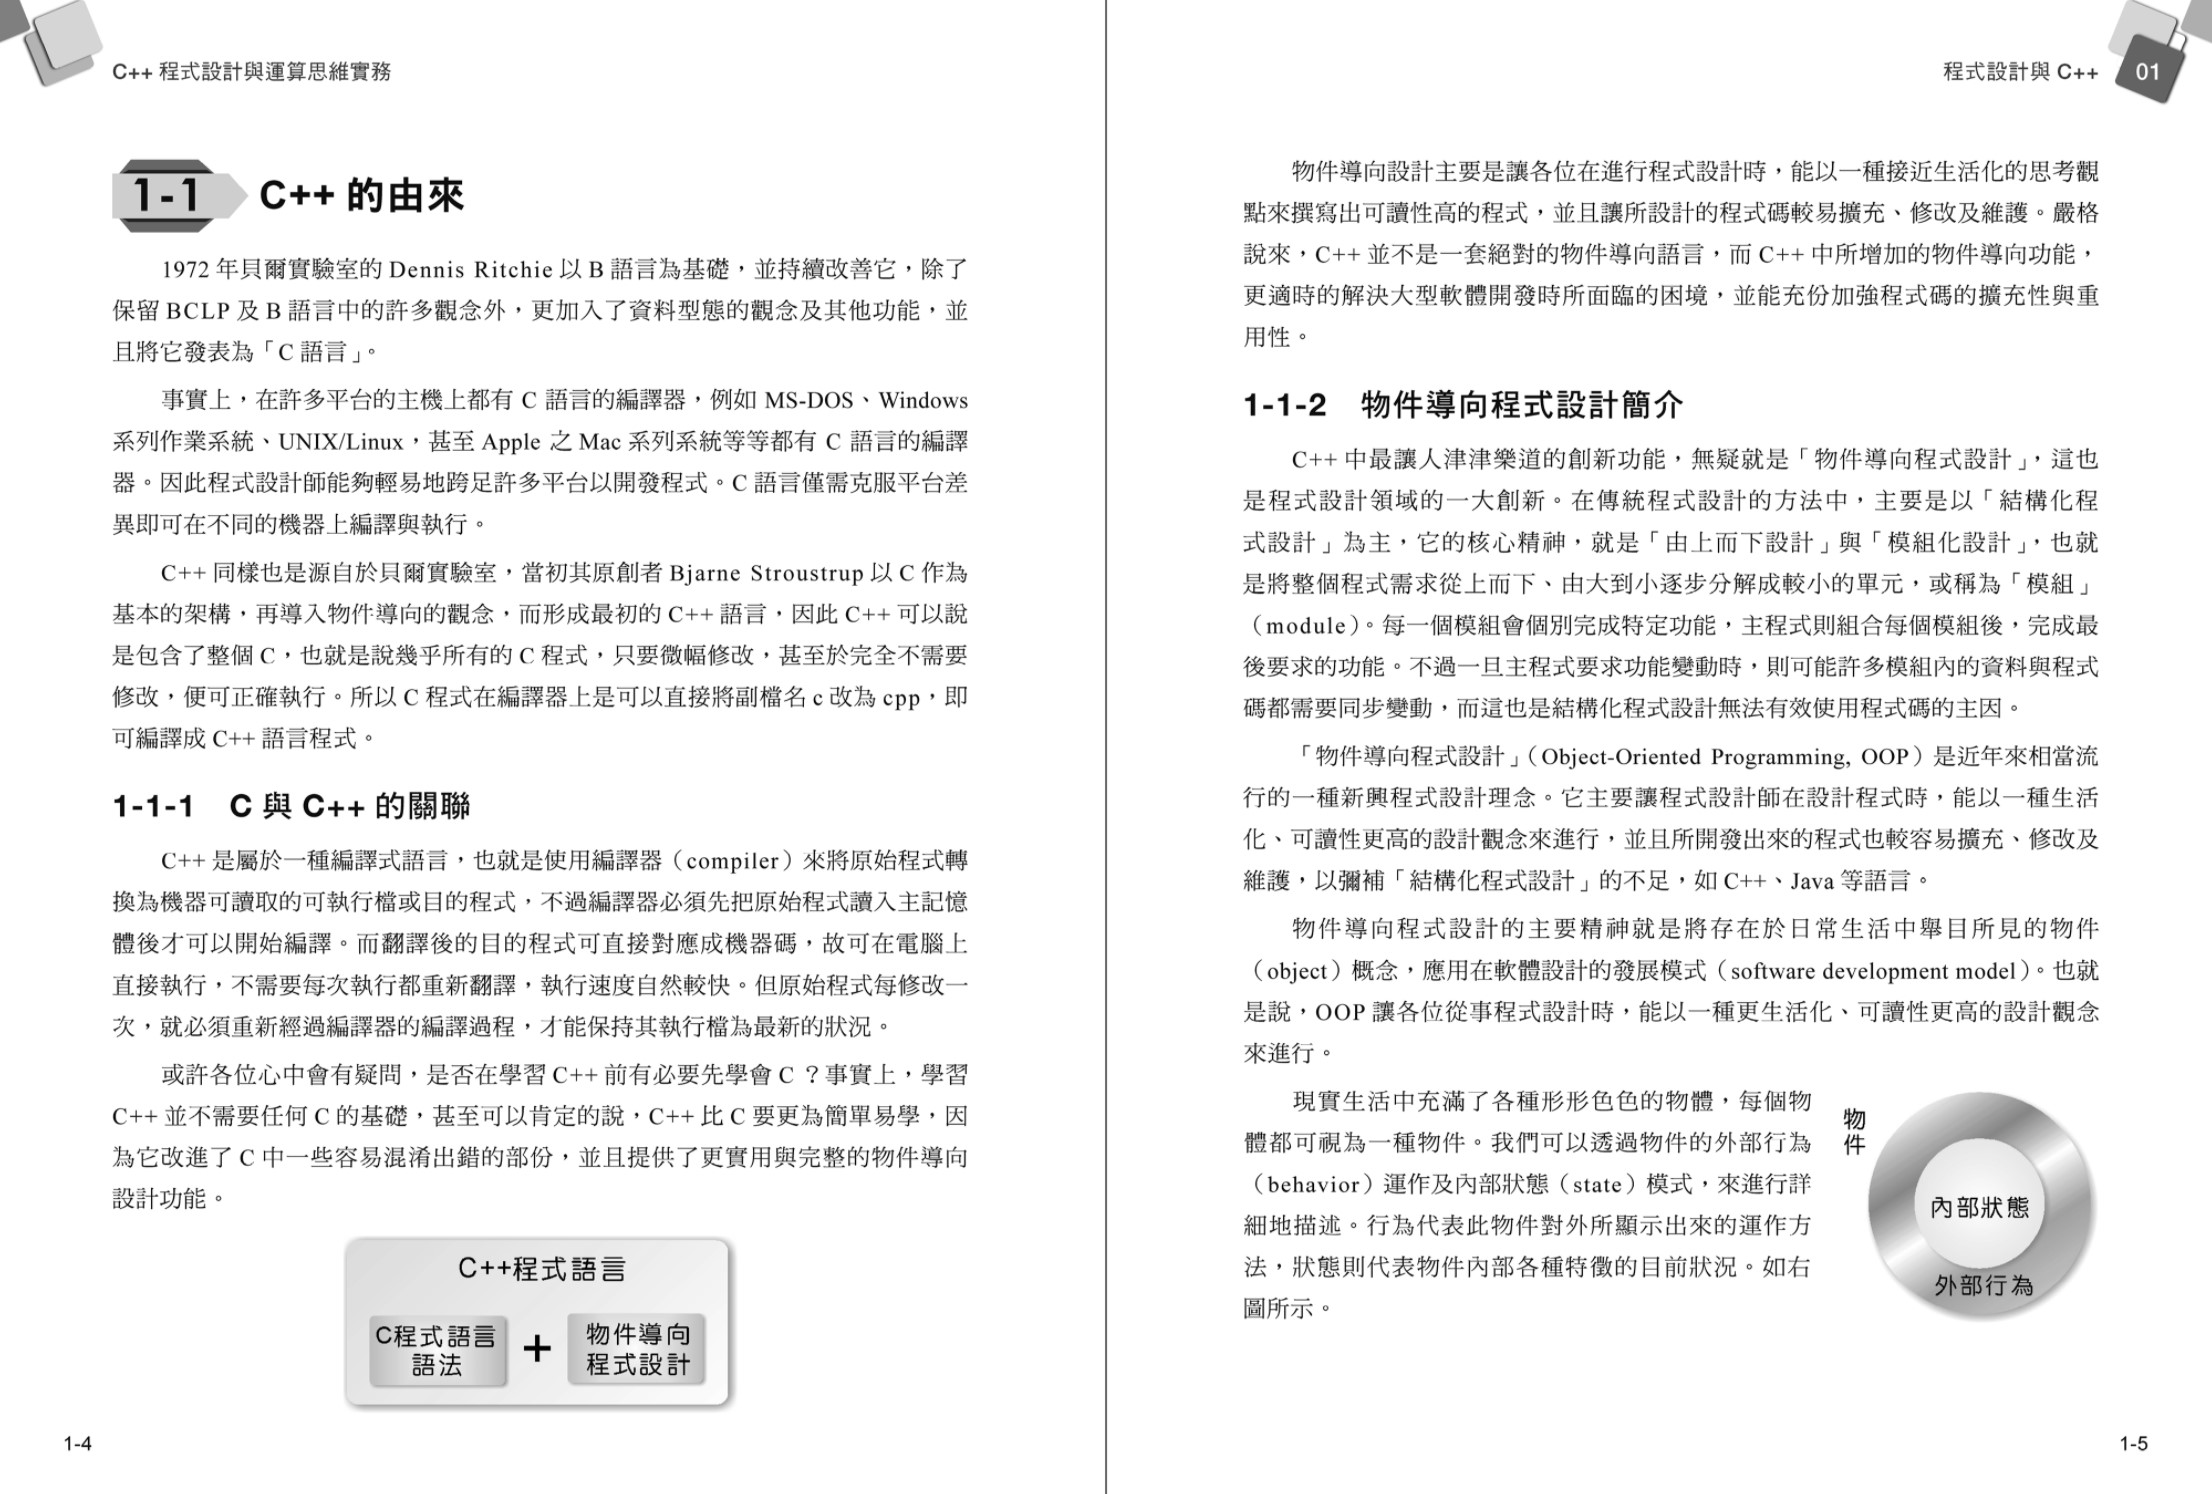 C++ 程式設計與運算思維實務
1-1 C++ 的由來
1972 年貝爾實驗室的 Dennis Ritchie 以 B 語言為基礎，並持續改善它，除了
保留 BCLP 及 B 語言中的許多觀念外，更加入了資料型態的觀念及其他功能，並
且將它發表為「C 語言」。
事實上，在許多平台的主機上都有 C 語言的編譯器，例如 MS-DOS、Windows
系列作業系統、UNIX/Linux，甚至 Apple 之 Mac 系列系統等等都有 C 語言的編譯
器。因此程式設計師能夠輕易地跨足許多平台以開發程式。C 語言僅需克服平台差
異即可在不同的機器上編譯與執行。
C++ 同樣也是源自於貝爾實驗室，當初其原創者 Bjarne Stroustrup 以 C 作為
基本的架構，再導入物件導向的觀念，而形成最初的 C++ 語言，因此 C++ 可以說
是包含了整個 C，也就是說幾乎所有的 C 程式，只要微幅修改，甚至於完全不需要
修改，便可正確執行。所以 C 程式在編譯器上是可以直接將副檔名 c 改為 cpp，即
可編譯成 C++ 語言程式。
1-1-1 C 與 C++ 的關聯
C++ 是屬於一種編譯式語言，也就是使用編譯器（compiler）來將原始程式轉
換為機器可讀取的可執行檔或目的程式，不過編譯器必須先把原始程式讀入主記憶
體後才可以開始編譯。而翻譯後的目的程式可直接對應成機器碼，故可在電腦上
直接執行，不需要每次執行都重新翻譯，執行速度自然較快。但原始程式每修改一
次，就必須重新經過編譯器的編譯過程，才能保持其執行檔為最新的狀況。
或許各位心中會有疑問，是否在學習 C++ 前有必要先學會 C ？事實上，學習
C++ 並不需要任何 C 的基礎，甚至可以肯定的說，C++ 比 C 要更為簡單易學，因
為它改進了 C 中一些容易混淆出錯的部份，並且提供了更實用與完整的物件導向
設計功能。
C++程式語言
C程式語言
語法
+
物件導向
程式設計
1-4
程式設計與 C++ 01
物件導向設計主要是讓各位在進行程式設計時，能以一種接近生活化的思考觀
點來撰寫出可讀性高的程式，並且讓所設計的程式碼較易擴充、修改及維護。嚴格
說來，C++ 並不是一套絕對的物件導向語言，而 C++ 中所增加的物件導向功能，
更適時的解決大型軟體開發時所面臨的困境，並能充份加強程式碼的擴充性與重
用性。
1-1-2 物件導向程式設計簡介
C++ 中最讓人津津樂道的創新功能，無疑就是「物件導向程式設計」，這也
是程式設計領域的一大創新。在傳統程式設計的方法中，主要是以「結構化程
式設計」為主，它的核心精神，就是「由上而下設計」與「模組化設計」，也就
是將整個程式需求從上而下、由大到小逐步分解成較小的單元，或稱為「模組」
（module）。每一個模組會個別完成特定功能，主程式則組合每個模組後，完成最
後要求的功能。不過一旦主程式要求功能變動時，則可能許多模組內的資料與程式
碼都需要同步變動，而這也是結構化程式設計無法有效使用程式碼的主因。
「物件導向程式設計」（Object-Oriented Programming, OOP）是近年來相當流
行的一種新興程式設計理念。它主要讓程式設計師在設計程式時，能以一種生活
化、可讀性更高的設計觀念來進行，並且所開發出來的程式也較容易擴充、修改及
維護，以彌補「結構化程式設計」的不足，如 C++、Java 等語言。
物件導向程式設計的主要精神就是將存在於日常生活中舉目所見的物件
（object）概念，應用在軟體設計的發展模式（software development model）。也就
是說，OOP 讓各位從事程式設計時，能以一種更生活化、可讀性更高的設計觀念
來進行。
現實生活中充滿了各種形形色色的物體，每個物
體都可視為一種物件。我們可以透過物件的外部行為
（behavior）運作及內部狀態（state）模式，來進行詳
細地描述。行為代表此物件對外所顯示出來的運作方
法，狀態則代表物件內部各種特徵的目前狀況。如右
圖所示。
物件
內部狀態
外部行為
1-5